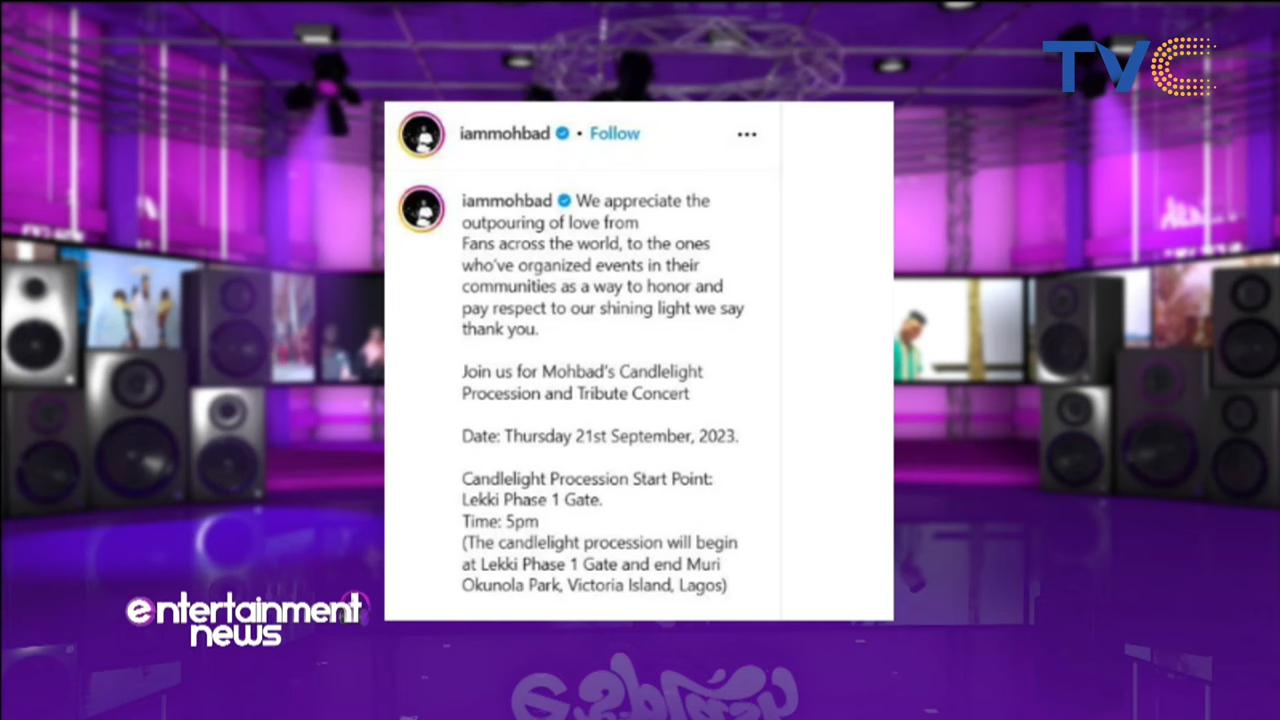 TVC
iammohbad • Follow •••
iammohbad We appreciate the
outpouring of love from
Fans across the world, to the ones
who've organized events in their
communities as a way to honor and
pay respect to our shining light we say
thank you.
Join us for Mohbad's Candlelight
Procession and Tribute Concert
Date: Thursday 21st September, 2023.
Candlelight Procession Start Point:
Lekki Phase 1 Gate.
Time: 5pm
(The candlelight procession will begin
at Lekki Phase 1 Gate and end Muri
Okunola Park, Victoria Island, Lagos)
entertainment
news